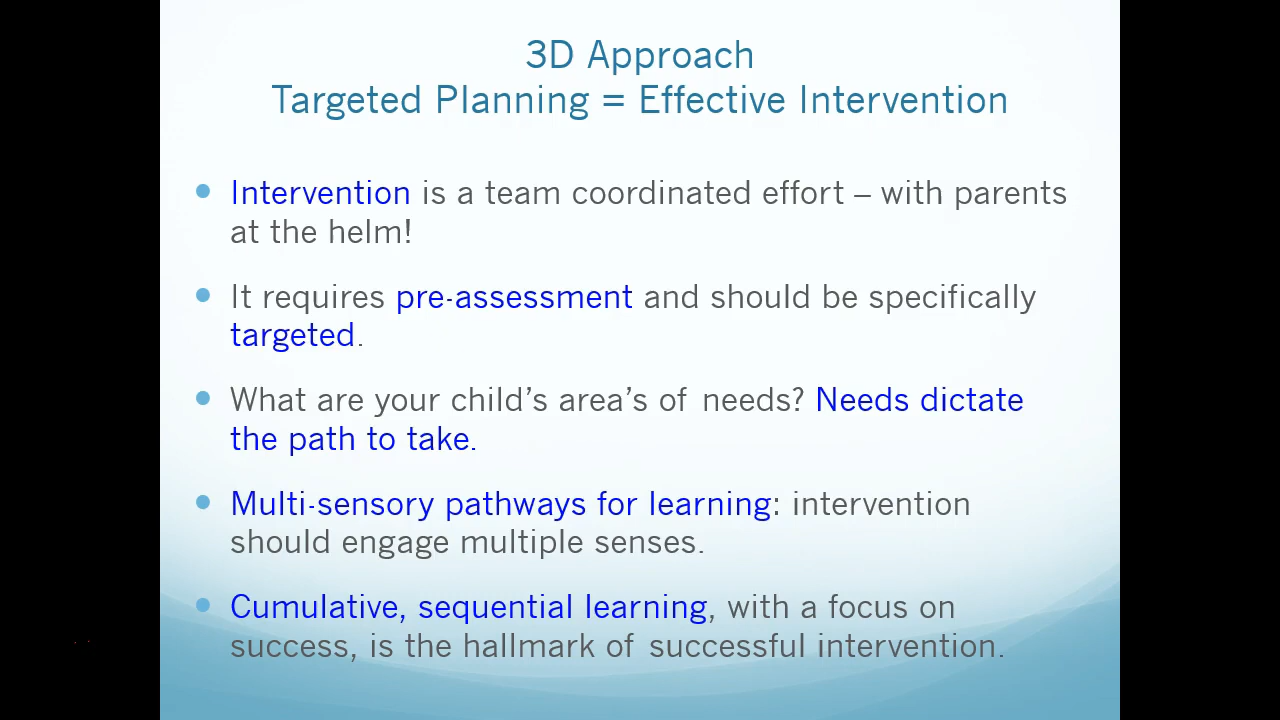 3D Approach
Targeted Planning = Effective Intervention
Intervention is a team coordinated effort – with parents
at the helm!
It requires pre-assessment and should be specifically
targeted.
What are your child’s area’s of needs? Needs dictate
the path to take.
Multi-sensory pathways for learning: intervention
should engage multiple senses.
Cumulative, sequential learning, with a focus on
success, is the hallmark of successful intervention.